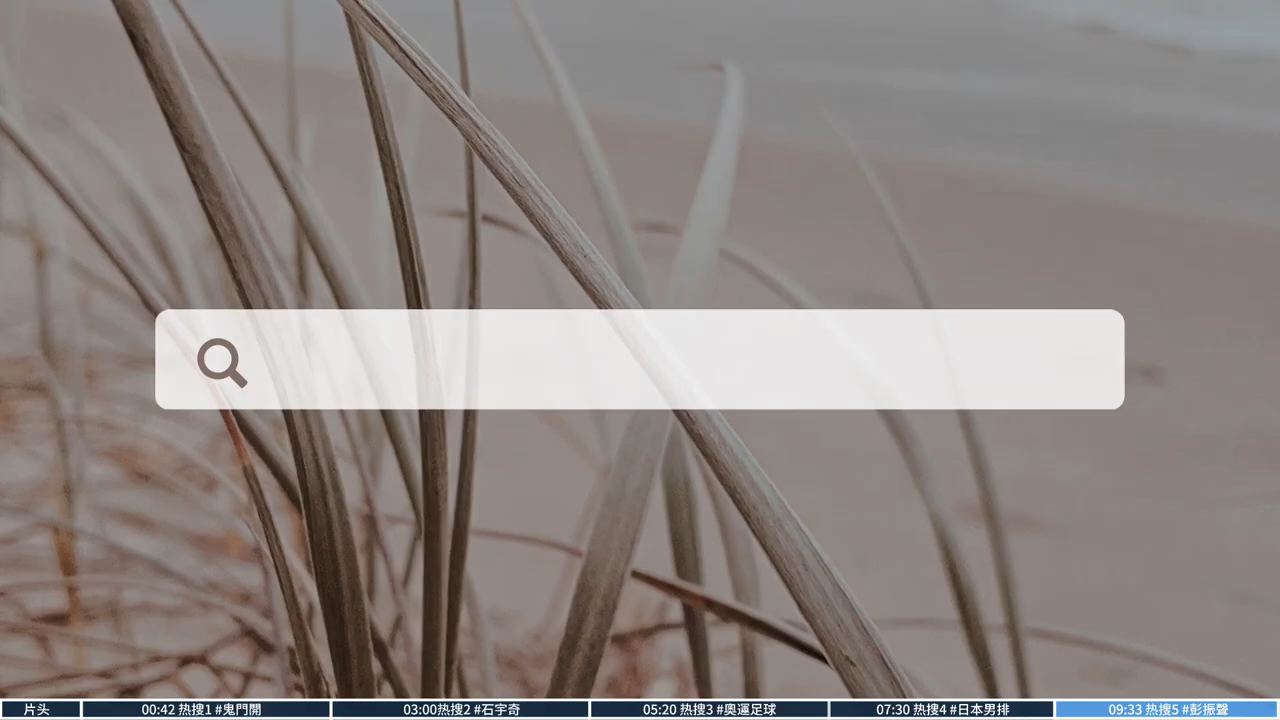 片头
00:42 热搜1 #鬼門開
03:00热搜2 #石宇奇
05:20 热搜3 #奧運足球
07:30 热搜4 #日本男排
09:33 热搜5 #彭振聲